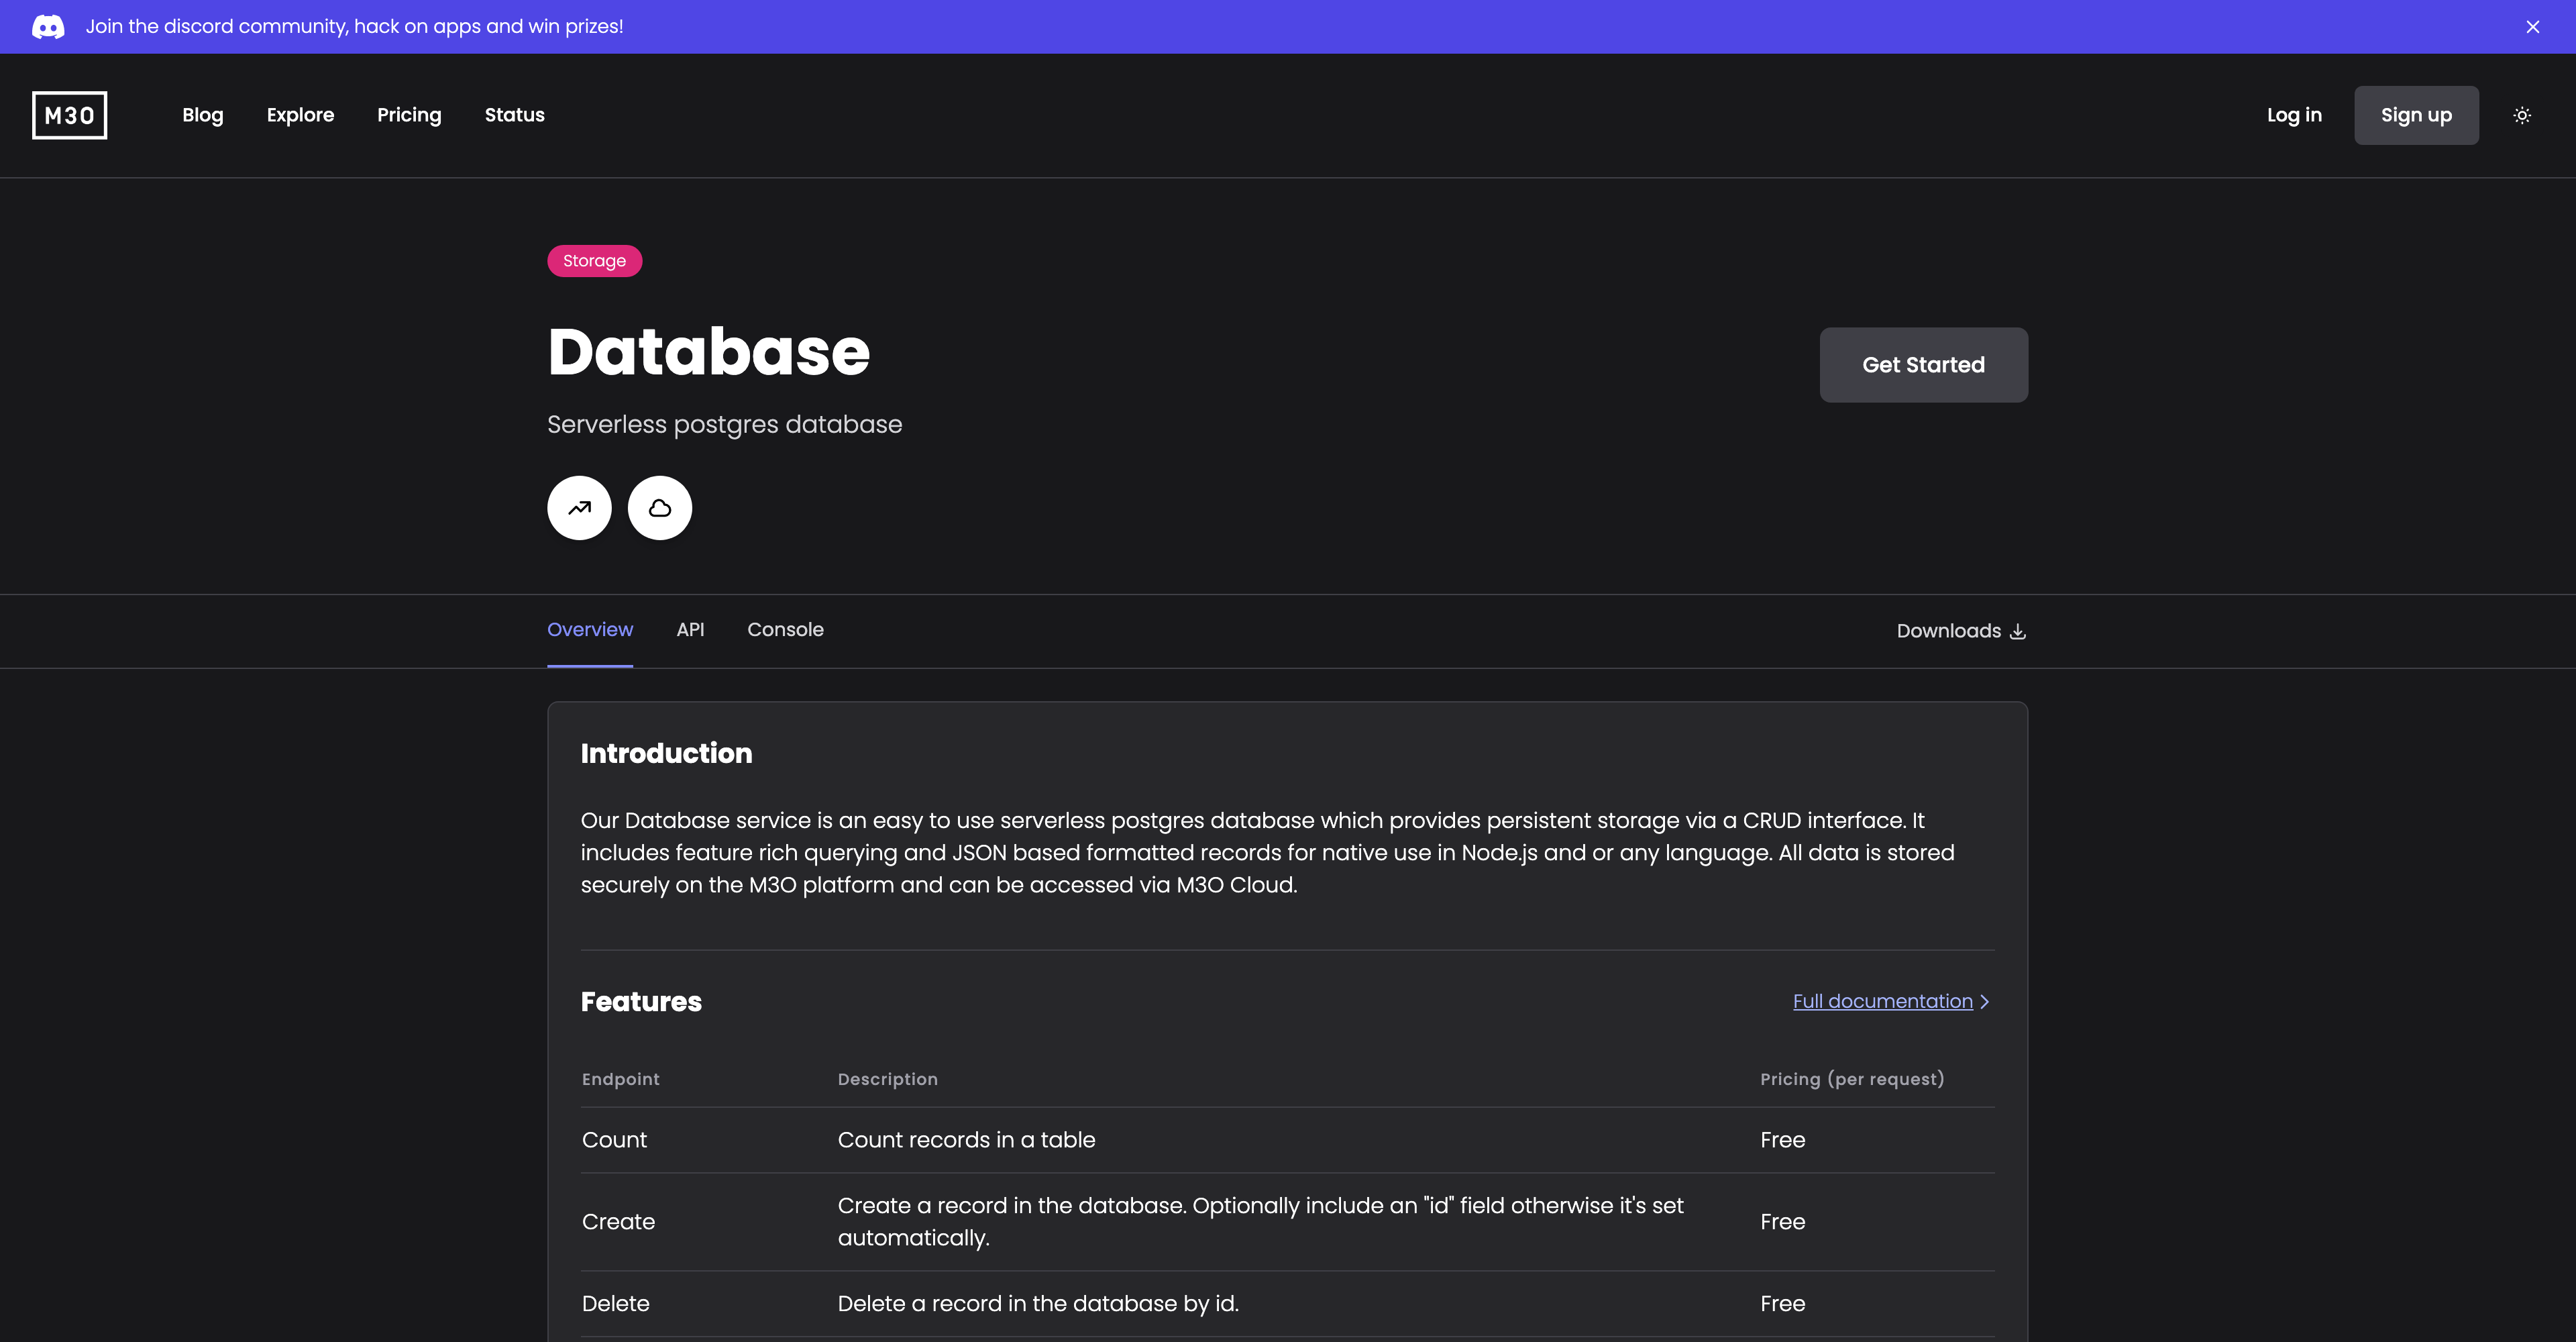 Join the discord community, hack on apps and win prizes!
M3O
Blog
Explore
Pricing
Status
Log in
Sign up
Storage
Database
Get Started
Serverless postgres database
Overview
API
Console
Downloads
Introduction
Our Database service is an easy to use serverless postgres database which provides persistent storage via a CRUD interface. It
includes feature rich querying and JSON based formatted records for native use in Node.js and or any language. All data is stored
securely on the M3O platform and can be accessed via M3O Cloud.
Features
Full documentation
Endpoint
Description
Pricing (per request)
Count
Count records in a table
Free
Create
Create a record in the database. Optionally include an "id" field otherwise it's set
automatically.
Free
Delete
Delete a record in the database by id.
Free